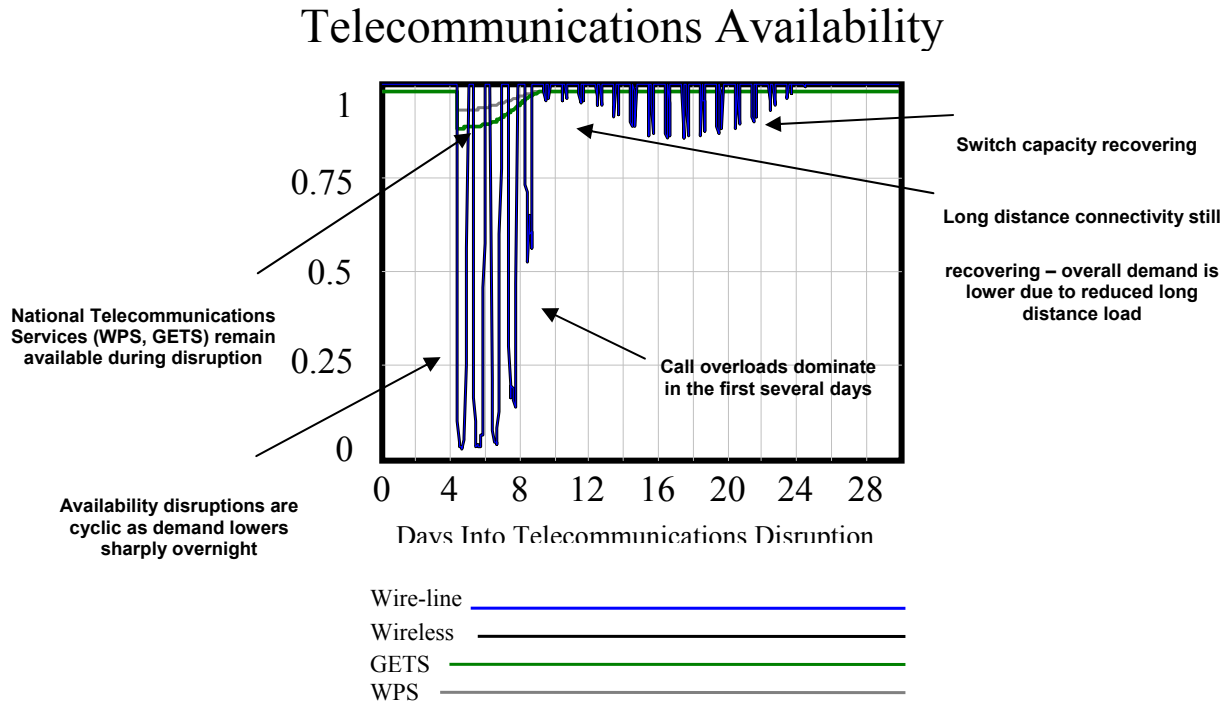 Telecommunications Availability
1
0.75
0.5
0.25
0
0
4
8
12
16
20
24
28
Days Into Telecommunications Disruption
Switch capacity recovering
Long distance connectivity still
recovering – overall demand is
lower due to reduced long
distance load
National Telecommunications
Services (WPS, GETS) remain
available during disruption
Call overloads dominate
in the first several days
Availability disruptions are
cyclic as demand lowers
sharply overnight
Wire-line
Wireless
GETS
WPS